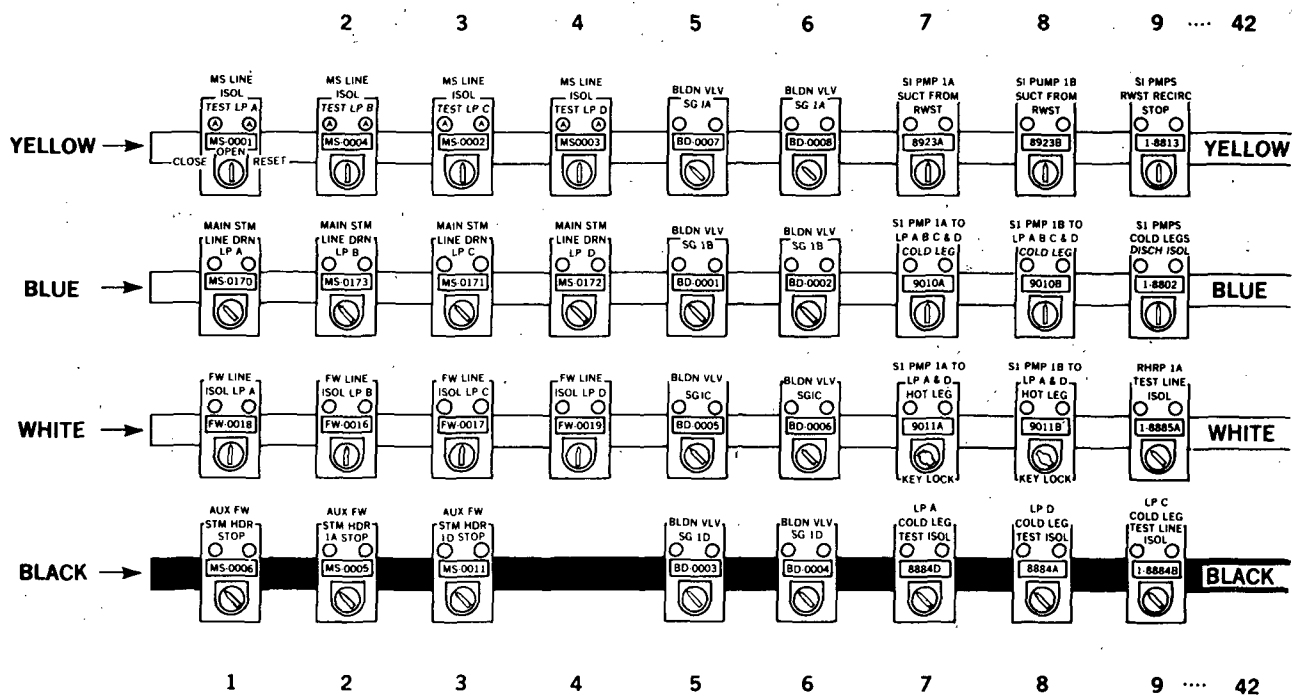 2 3 4 5 6 7 8 9 ···· 42
YELLOW
MS LINE ISOL TEST LP A
MS-0001
CLOSE OPEN RESET
A A
MS LINE ISOL TEST LP B
A A
MS-0004
MS LINE ISOL TEST LP C
A A
MS-0002
MS LINE ISOL TEST LP D
A A
MS0003
BLDN VLV SG IA
BD-0007
BLDN VLV SG 1A
BD-0008
SI PMP 1A SUCT FROM RWST
8923A
SI PUMP 1B SUCT FROM RWST
8923B
SI PMPS RWST RECIRC STOP
1-8813
YELLOW
BLUE
MAIN STM LINE DRN LP A
MS-0170
MAIN STM LINE DRN LP B
MS-0173
MAIN STM LINE DRN LP C
MS-0171
MAIN STM LINE DRN LP D
MS-0172
BLDN VLV SG 1B
BD-0001
BLDN VLV SG 1B
BD-0002
S1 PMP 1A TO LP A B C & D COLD LEG
9010A
S1 PMP 1B TO LP A B C & D COLD LEG
9010B
S1 PMPS COLD LEGS DISCH ISOL
1-8802
BLUE
WHITE
FW LINE ISOL LP A
FW-0018
FW LINE ISOL LP B
FW-0016
FW LINE ISOL LP C
FW-0017
FW LINE ISOL LP D
FW-0019
BLDN VLV SGIC
BD-0005
BLDN VLV SGIC
BD-0006
S1 PMP 1A TO LP A & D HOT LEG
9011A
KEY LOCK
S1 PMP 1B TO LP A & D HOT LEG
9011B
KEY LOCK
RHRP 1A TEST LINE ISOL
1-8885A
WHITE
BLACK
AUX FW STM HDR STOP
MS-0006
AUX FW STM HDR 1A STOP
MS-0005
AUX FW STM HDR 1D STOP
MS-0011
BLDN VLV SG 1D
BD-0003
BLDN VLV SG 1D
BD-0004
LP A COLD LEG TEST ISOL
8884D
LP D COLD LEG TEST ISOL
8884A
LP C COLD LEG TEST LINE ISOL
1-8884B
BLACK
1 2 3 4 5 6 7 8 9 ···· 42